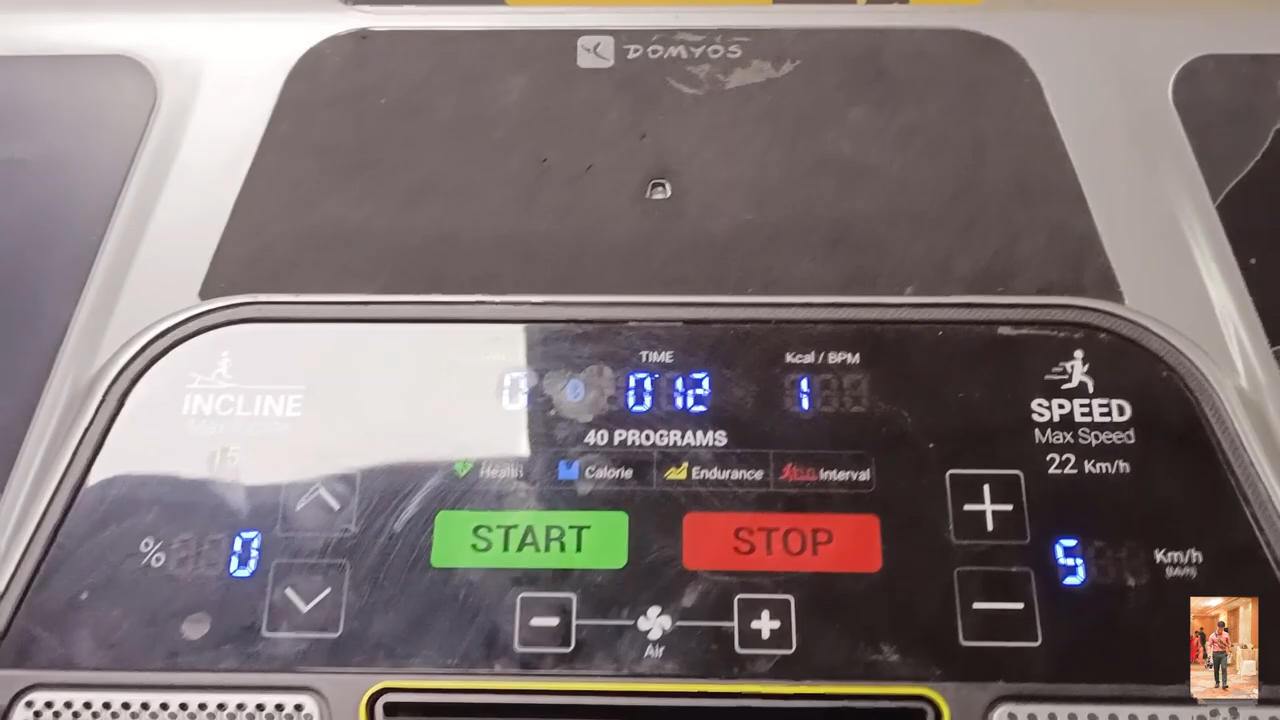 DOMYOS
TIME
Kcal / BPM
0
0
0 12
1
INCLINE
15
40 PROGRAMS
Health
Calorie
Endurance
Interval
SPEED
Max Speed
22 Km/h
START
STOP
% 0
5 Km/h
Air